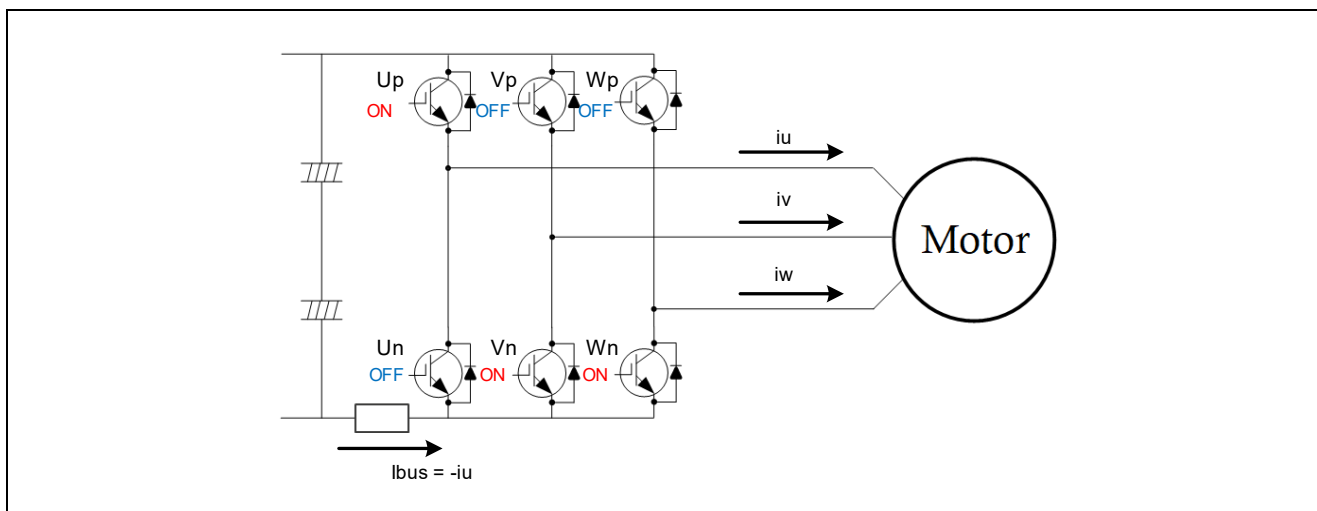 Up
Vp
Wp
ON
OFF
OFF
iu
iv
iw
Motor
Un
Vn
Wn
OFF
ON
ON
Ibus = -iu